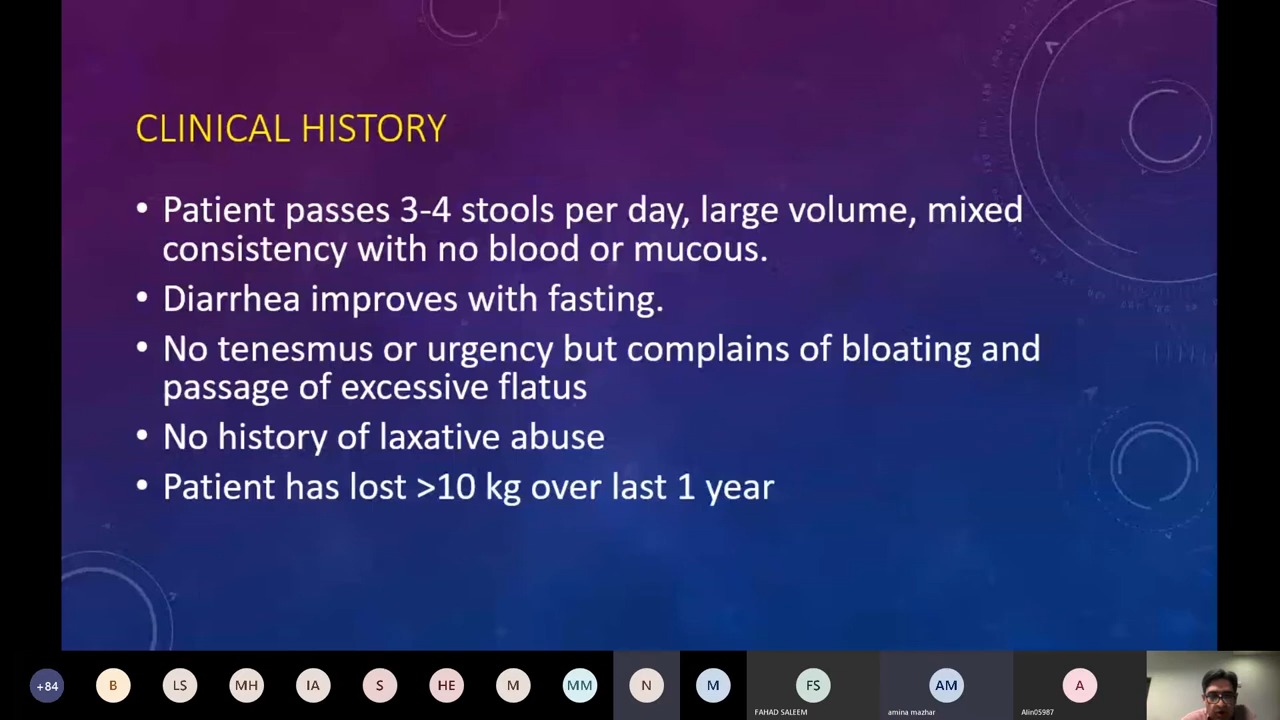 CLINICAL HISTORY
• Patient passes 3-4 stools per day, large volume, mixed
consistency with no blood or mucous.
• Diarrhea improves with fasting.
• No tenesmus or urgency but complains of bloating and
passage of excessive flatus
• No history of laxative abuse
• Patient has lost >10 kg over last 1 year
+84 B LS MH IA S HE M MM N M FS AM A
FAHAD SALEEM amina mazhar Alin05987